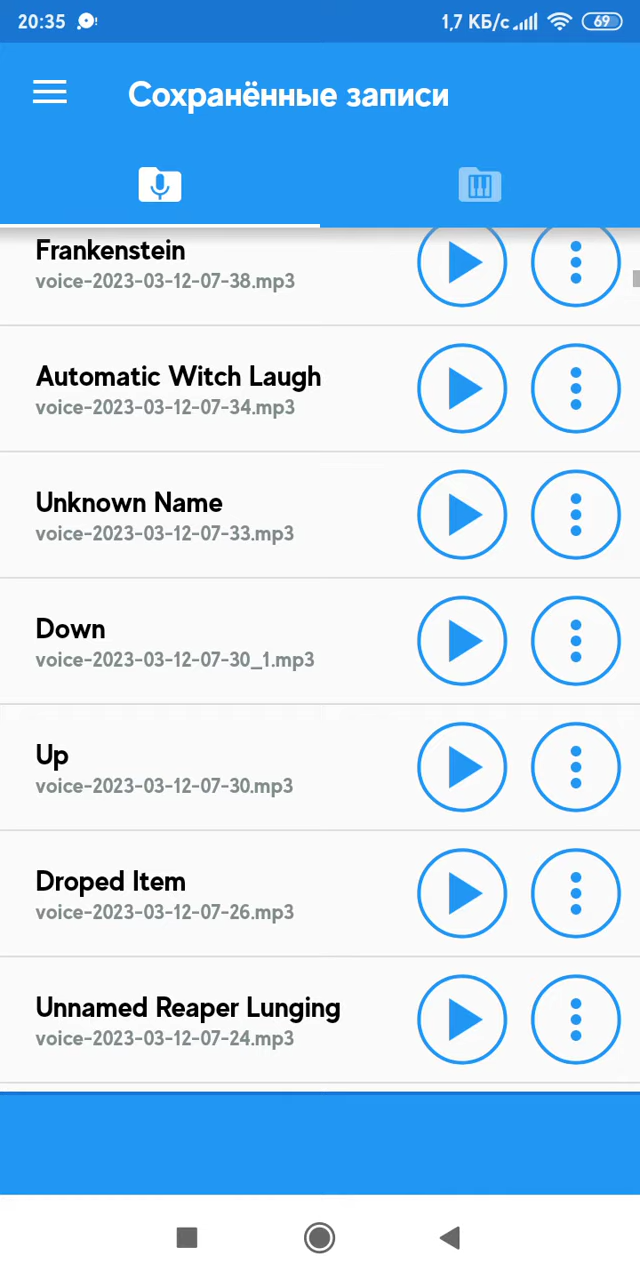 20:35
1,7 КБ/с
69
Сохранённые записи
Frankenstein
voice-2023-03-12-07-38.mp3
Automatic Witch Laugh
voice-2023-03-12-07-34.mp3
Unknown Name
voice-2023-03-12-07-33.mp3
Down
voice-2023-03-12-07-30_1.mp3
Up
voice-2023-03-12-07-30.mp3
Droped Item
voice-2023-03-12-07-26.mp3
Unnamed Reaper Lunging
voice-2023-03-12-07-24.mp3